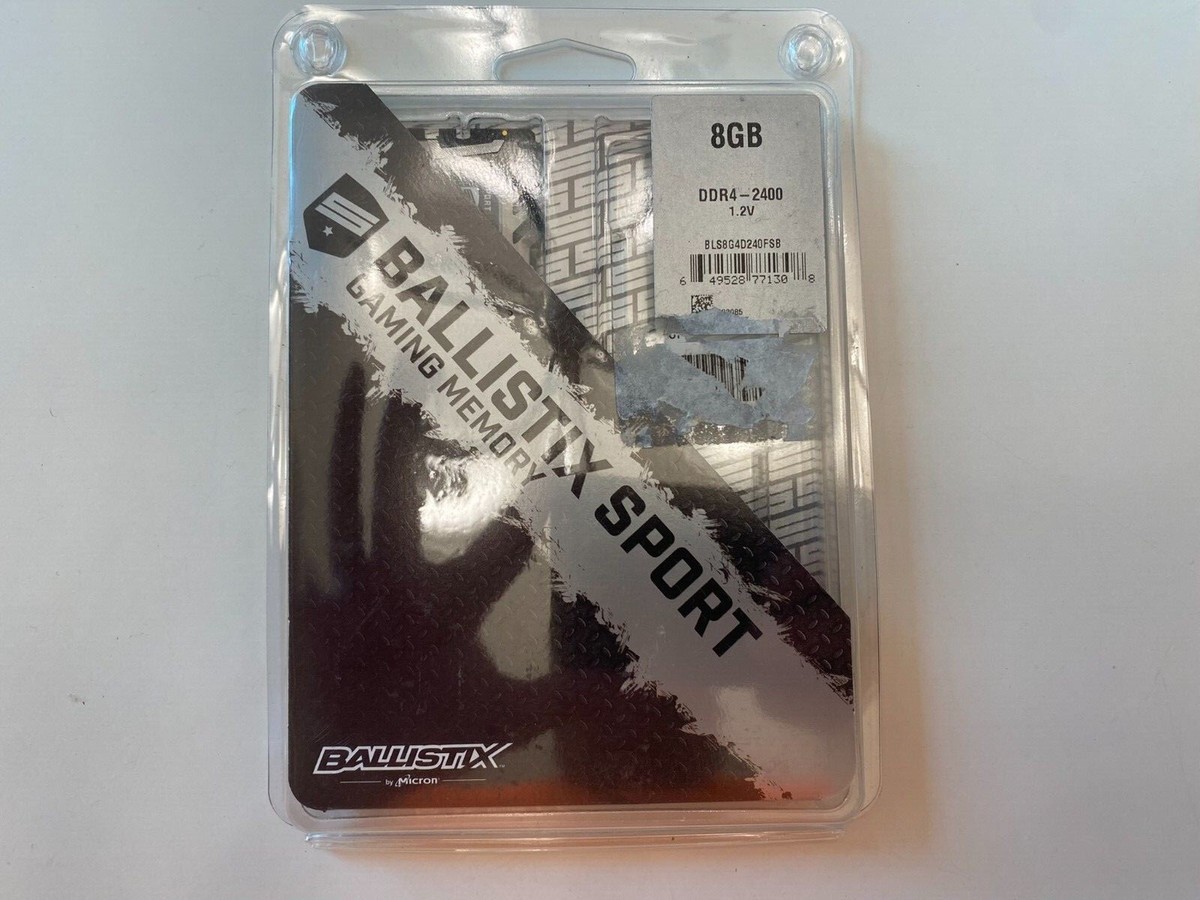 8GB
DDR4-2400
1.2V
BLS8G4D240FSB
6 49528 77130 8
BALLISTIX SPORT
GAMING MEMORY
BALLISTIX
by Micron